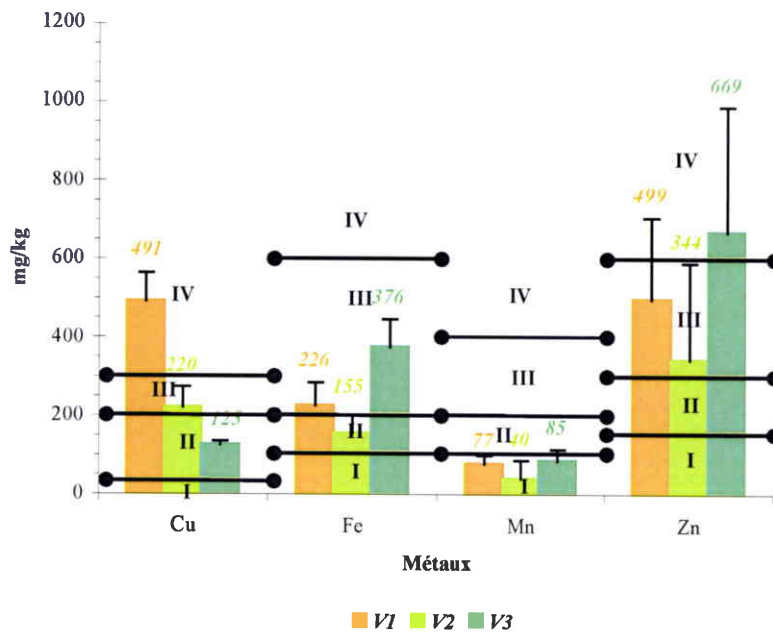 1200
1000
800
600
400
200
0
mg/kg
491
220
125
IV
III
II
I
226
155
376
IV
III
II
I
77
40
85
IV
III
II
I
499
344
669
IV
III
II
I
Cu
Fe
Mn
Zn
Métaux
V1 V2 V3